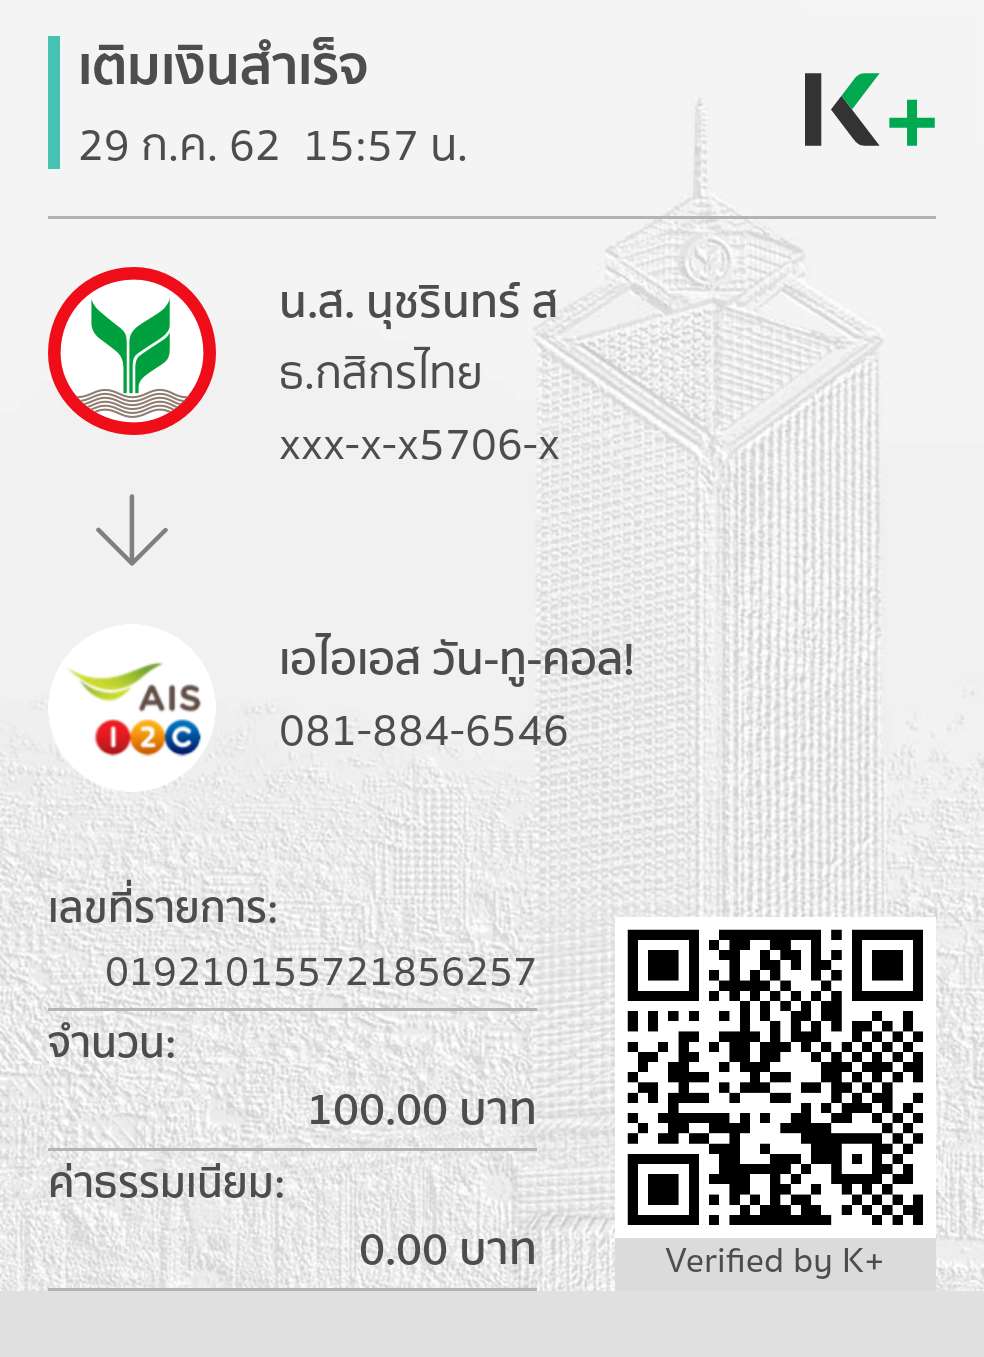 เติมเงินสำเร็จ
29 ก.ค. 62 15:57 น.
K+
น.ส. นุชรินทร์ ส
ธ.กสิกรไทย
xxx-x-x5706-x
เอไอเอส วัน-ทู-คอล!
AIS
12C
081-884-6546
เลขที่รายการ:
019210155721856257
จำนวน:
100.00 บาท
ค่าธรรมเนียม:
0.00 บาท
Verified by K+